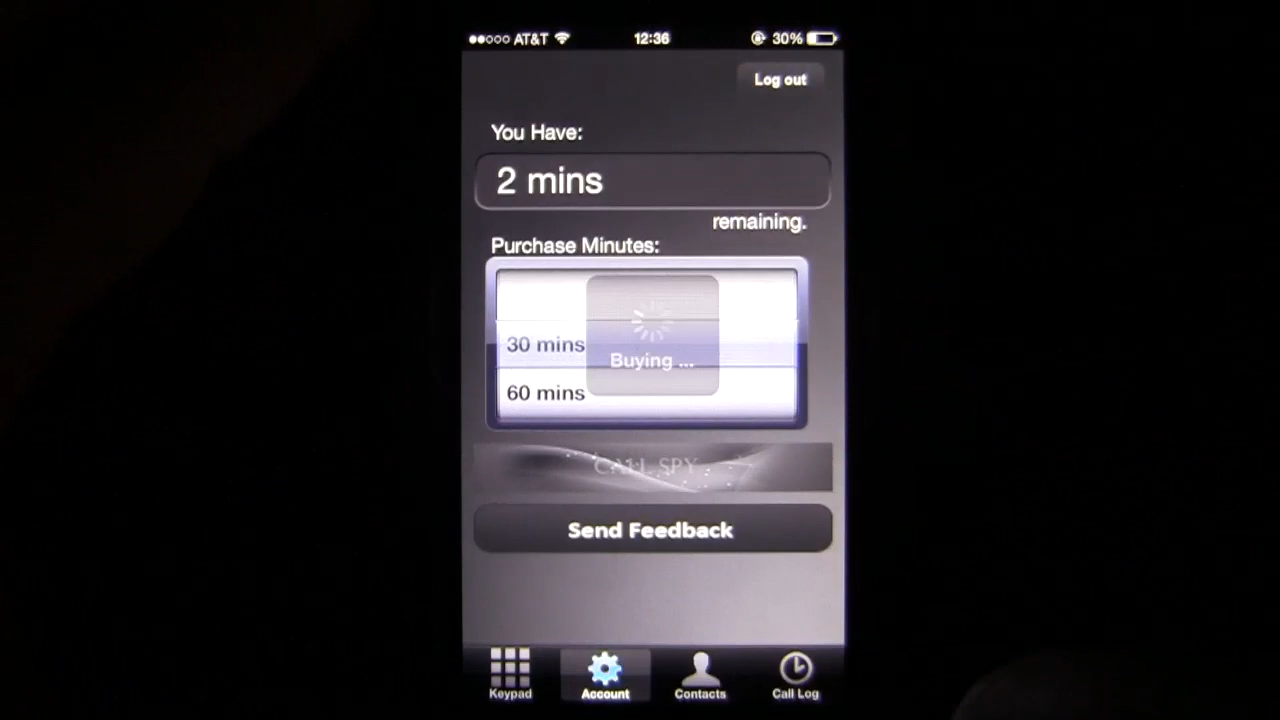 AT&T 12:36 30%
Log out
You Have:
2 mins
remaining.
Purchase Minutes:
30 mins
Buying ...
60 mins
CALL SPY
Send Feedback
Keypad Account Contacts Call Log